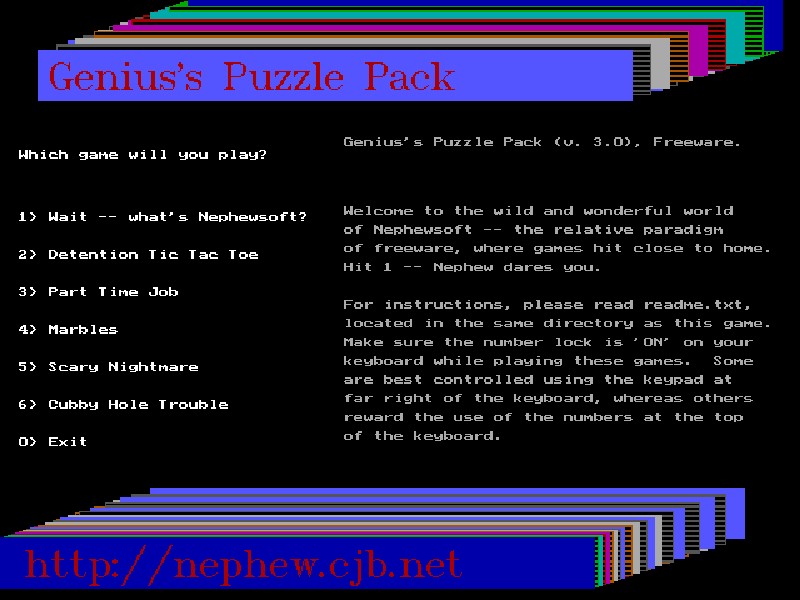 Genius's Puzzle Pack
Which game will you play?
1) Wait -- what's Nephewsoft?
2) Detention Tic Tac Toe
3) Part Time Job
4) Marbles
5) Scary Nightmare
6) Cubby Hole Trouble
0) Exit
Genius's Puzzle Pack (v. 3.0), Freeware.
Welcome to the wild and wonderful world
of Nephewsoft -- the relative paradigm
of freeware, where games hit close to home.
Hit 1 -- Nephew dares you.
For instructions, please read readme.txt,
located in the same directory as this game.
Make sure the number lock is 'ON' on your
keyboard while playing these games.  Some
are best controlled using the keypad at
far right of the keyboard, whereas others
reward the use of the numbers at the top
of the keyboard.
http://nephew.cjb.net